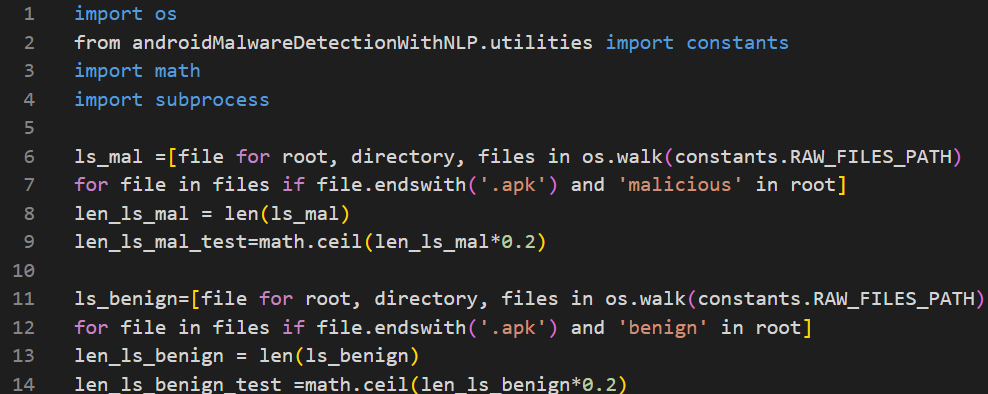 1 import os
2 from androidMalwareDetectionWithNLP.utilities import constants
3 import math
4 import subprocess
5
6 ls_mal =[file for root, directory, files in os.walk(constants.RAW_FILES_PATH)
7 for file in files if file.endswith('.apk') and 'malicious' in root]
8 len_ls_mal = len(ls_mal)
9 len_ls_mal_test=math.ceil(len_ls_mal*0.2)
10
11 ls_benign=[file for root, directory, files in os.walk(constants.RAW_FILES_PATH)
12 for file in files if file.endswith('.apk') and 'benign' in root]
13 len_ls_benign = len(ls_benign)
14 len_ls_benign_test =math.ceil(len_ls_benign*0.2)